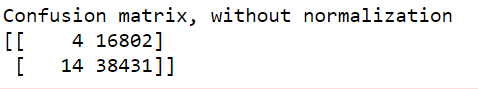 Confusion matrix, without normalization
[[    4 16802]
 [   14 38431]]